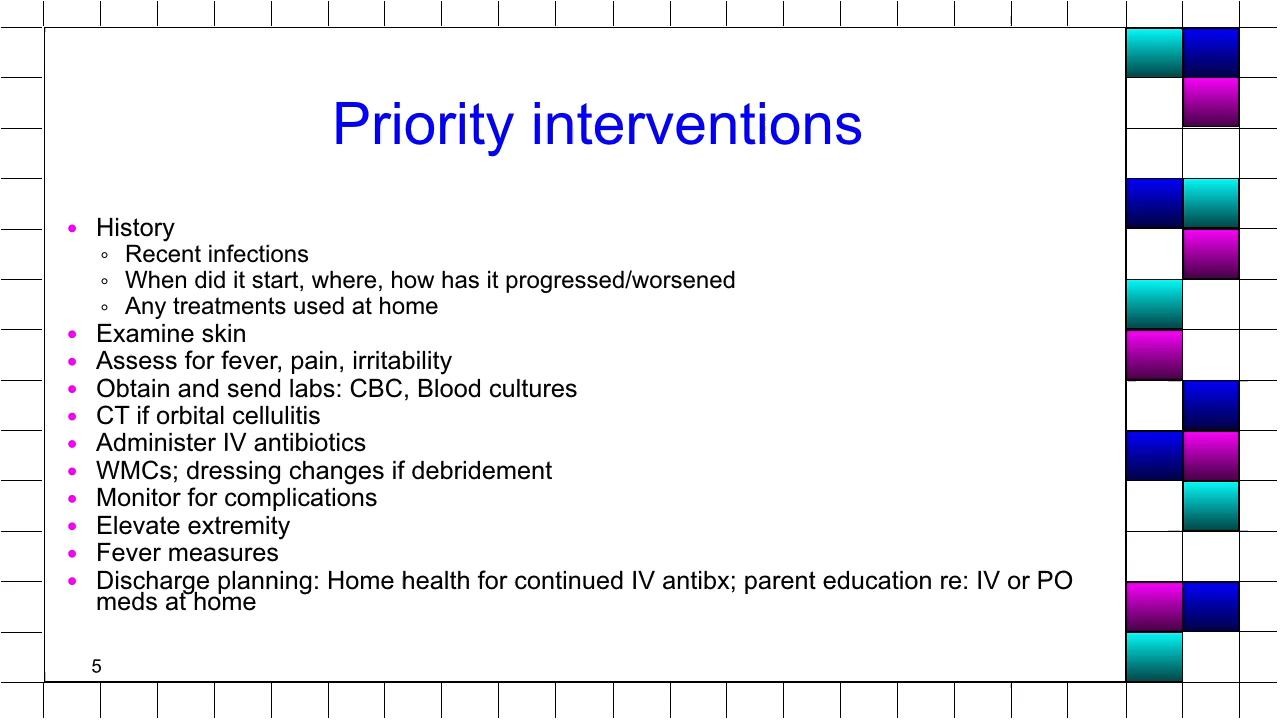 Priority interventions
• History
◦ Recent infections
◦ When did it start, where, how has it progressed/worsened
◦ Any treatments used at home
• Examine skin
• Assess for fever, pain, irritability
• Obtain and send labs: CBC, Blood cultures
• CT if orbital cellulitis
• Administer IV antibiotics
• WMCs; dressing changes if debridement
• Monitor for complications
• Elevate extremity
• Fever measures
• Discharge planning: Home health for continued IV antibx; parent education re: IV or PO
meds at home
5